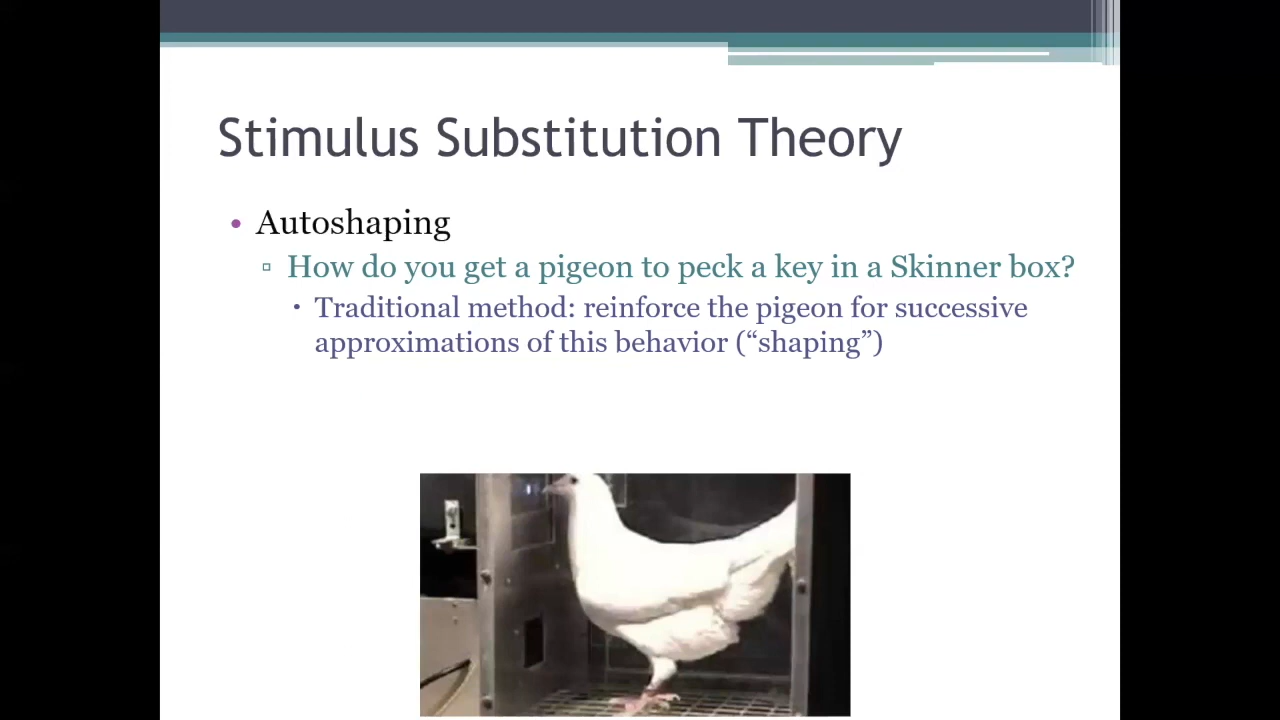 Stimulus Substitution Theory
Autoshaping
How do you get a pigeon to peck a key in a Skinner box?
Traditional method: reinforce the pigeon for successive
approximations of this behavior (“shaping”)